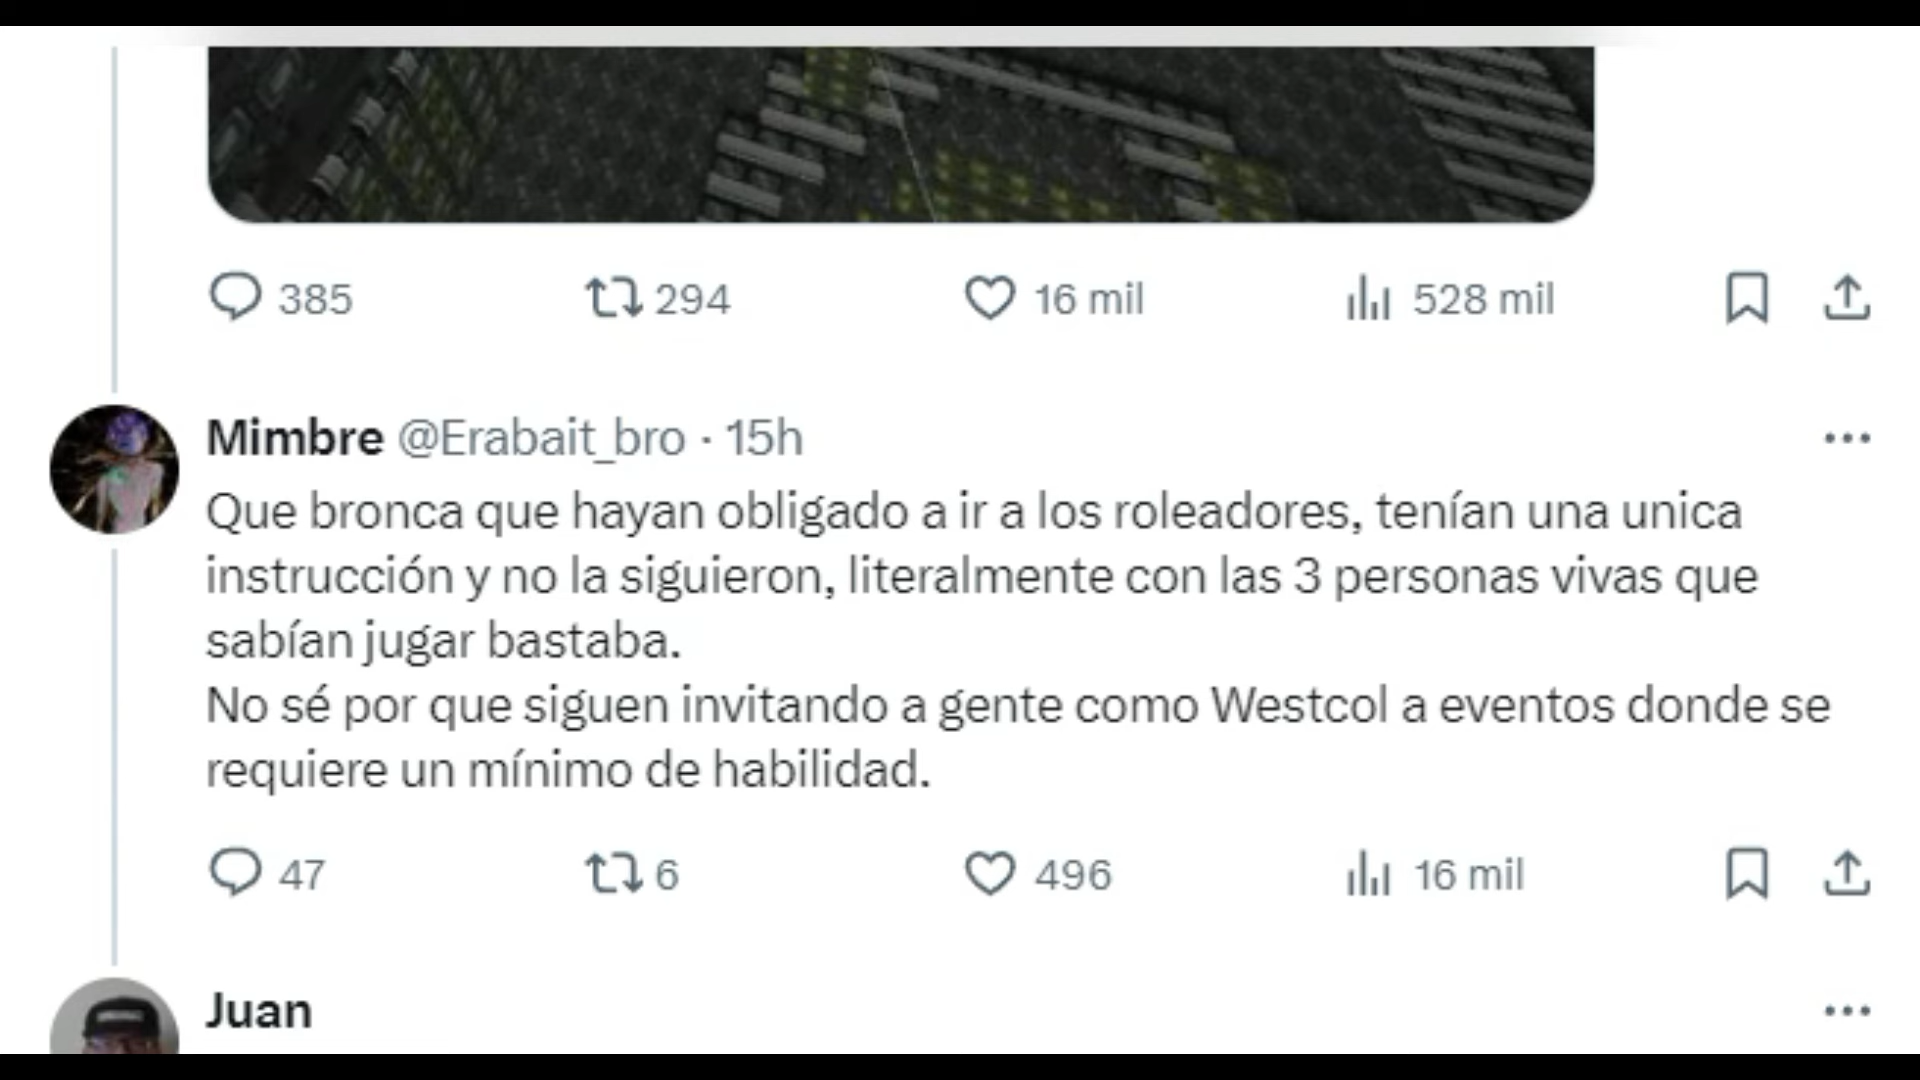 385 294 16 mil 528 mil
Mimbre @Erabait_bro · 15h
Que bronca que hayan obligado a ir a los roleadores, tenían una unica
instrucción y no la siguieron, literalmente con las 3 personas vivas que
sabían jugar bastaba.
No sé por que siguen invitando a gente como Westcol a eventos donde se
requiere un mínimo de habilidad.
47 6 496 16 mil
Juan